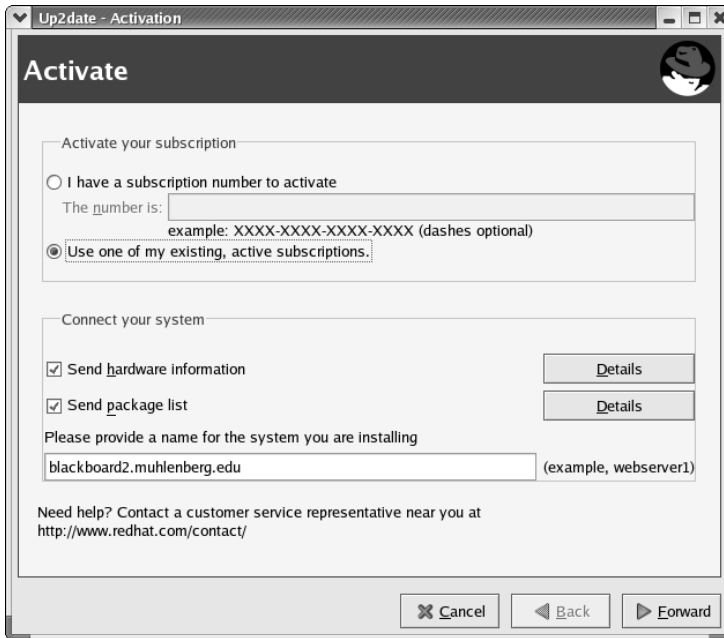 Up2date - Activation
Activate
Activate your subscription
I have a subscription number to activate
The number is:
example: XXXX-XXXX-XXXX-XXXX (dashes optional)
Use one of my existing, active subscriptions.
Connect your system
Send hardware information
Details
Send package list
Details
Please provide a name for the system you are installing
blackboard2.muhlenberg.edu (example, webserver1)
Need help? Contact a customer service representative near you at
http://www.redhat.com/contact/
Cancel Back Forward